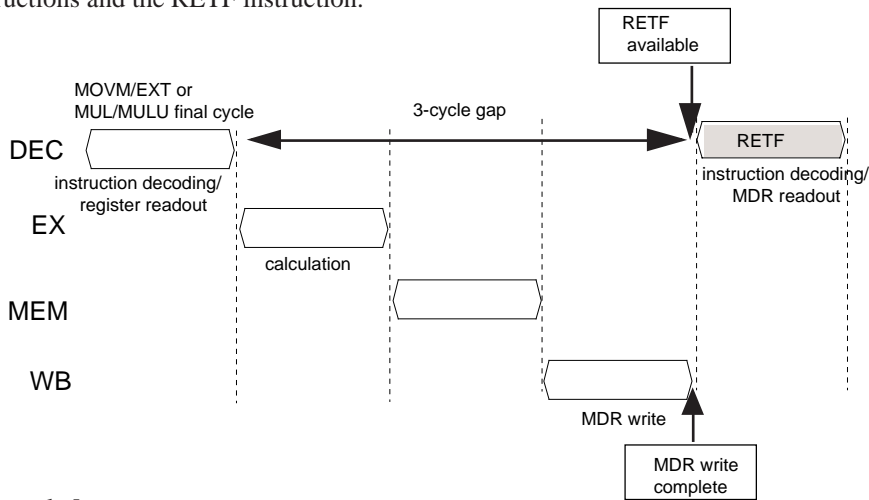 uctions and the RETF instruction.
RETF
available
MOVM/EXT or
MUL/MULU final cycle
3-cycle gap
DEC
RETF
instruction decoding/
register readout
instruction decoding/
MDR readout
EX
calculation
MEM
WB
MDR write
MDR write
complete